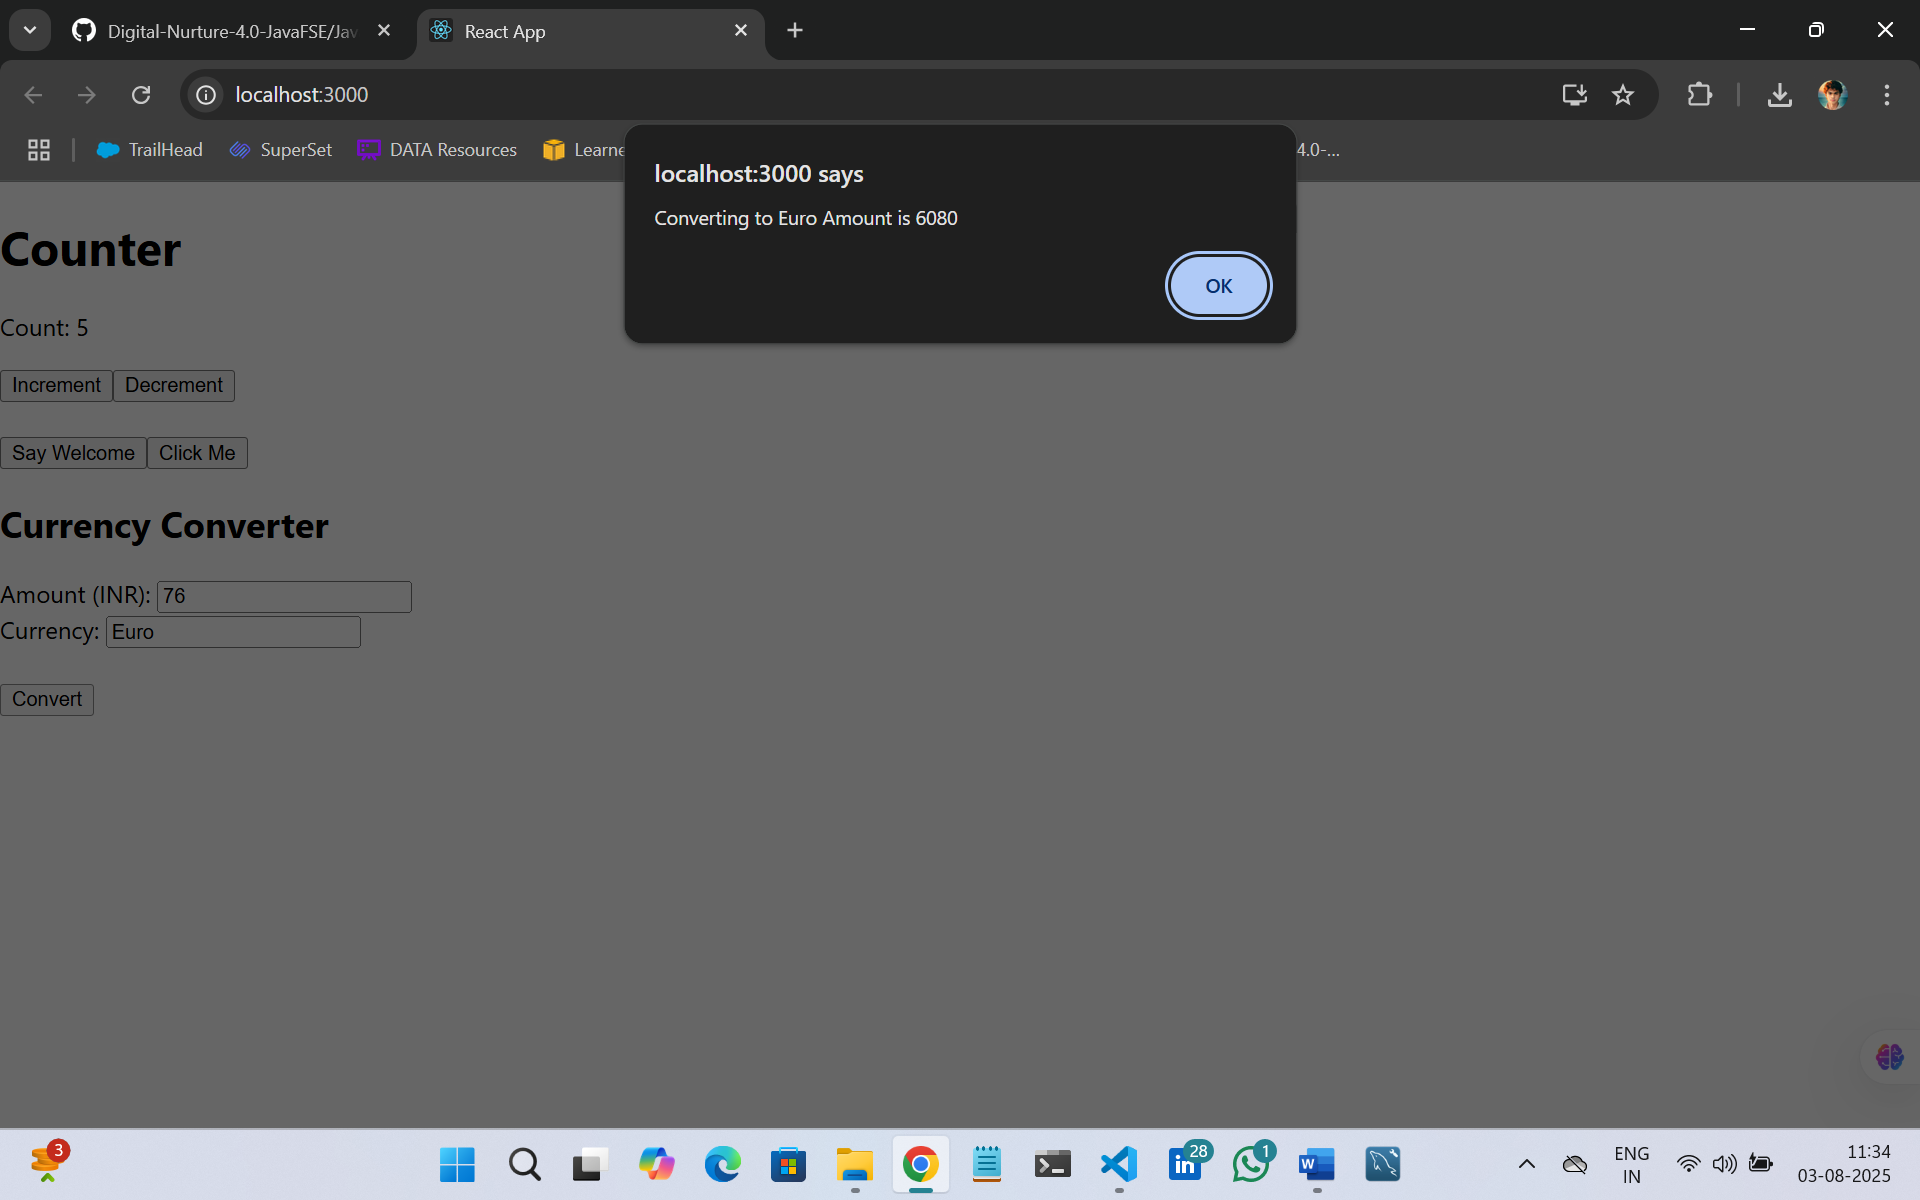 Digital-Nurture-4.0-JavaFSE/Jav
React App
localhost:3000
TrailHead
SuperSet
DATA Resources
Learne
4.0-...
localhost:3000 says
Converting to Euro Amount is 6080
OK
Counter
Count: 5
Increment
Decrement
Say Welcome
Click Me
Currency Converter
Amount (INR): 76
Currency: Euro
Convert
3
28
1
ENG
IN
11:34
03-08-2025